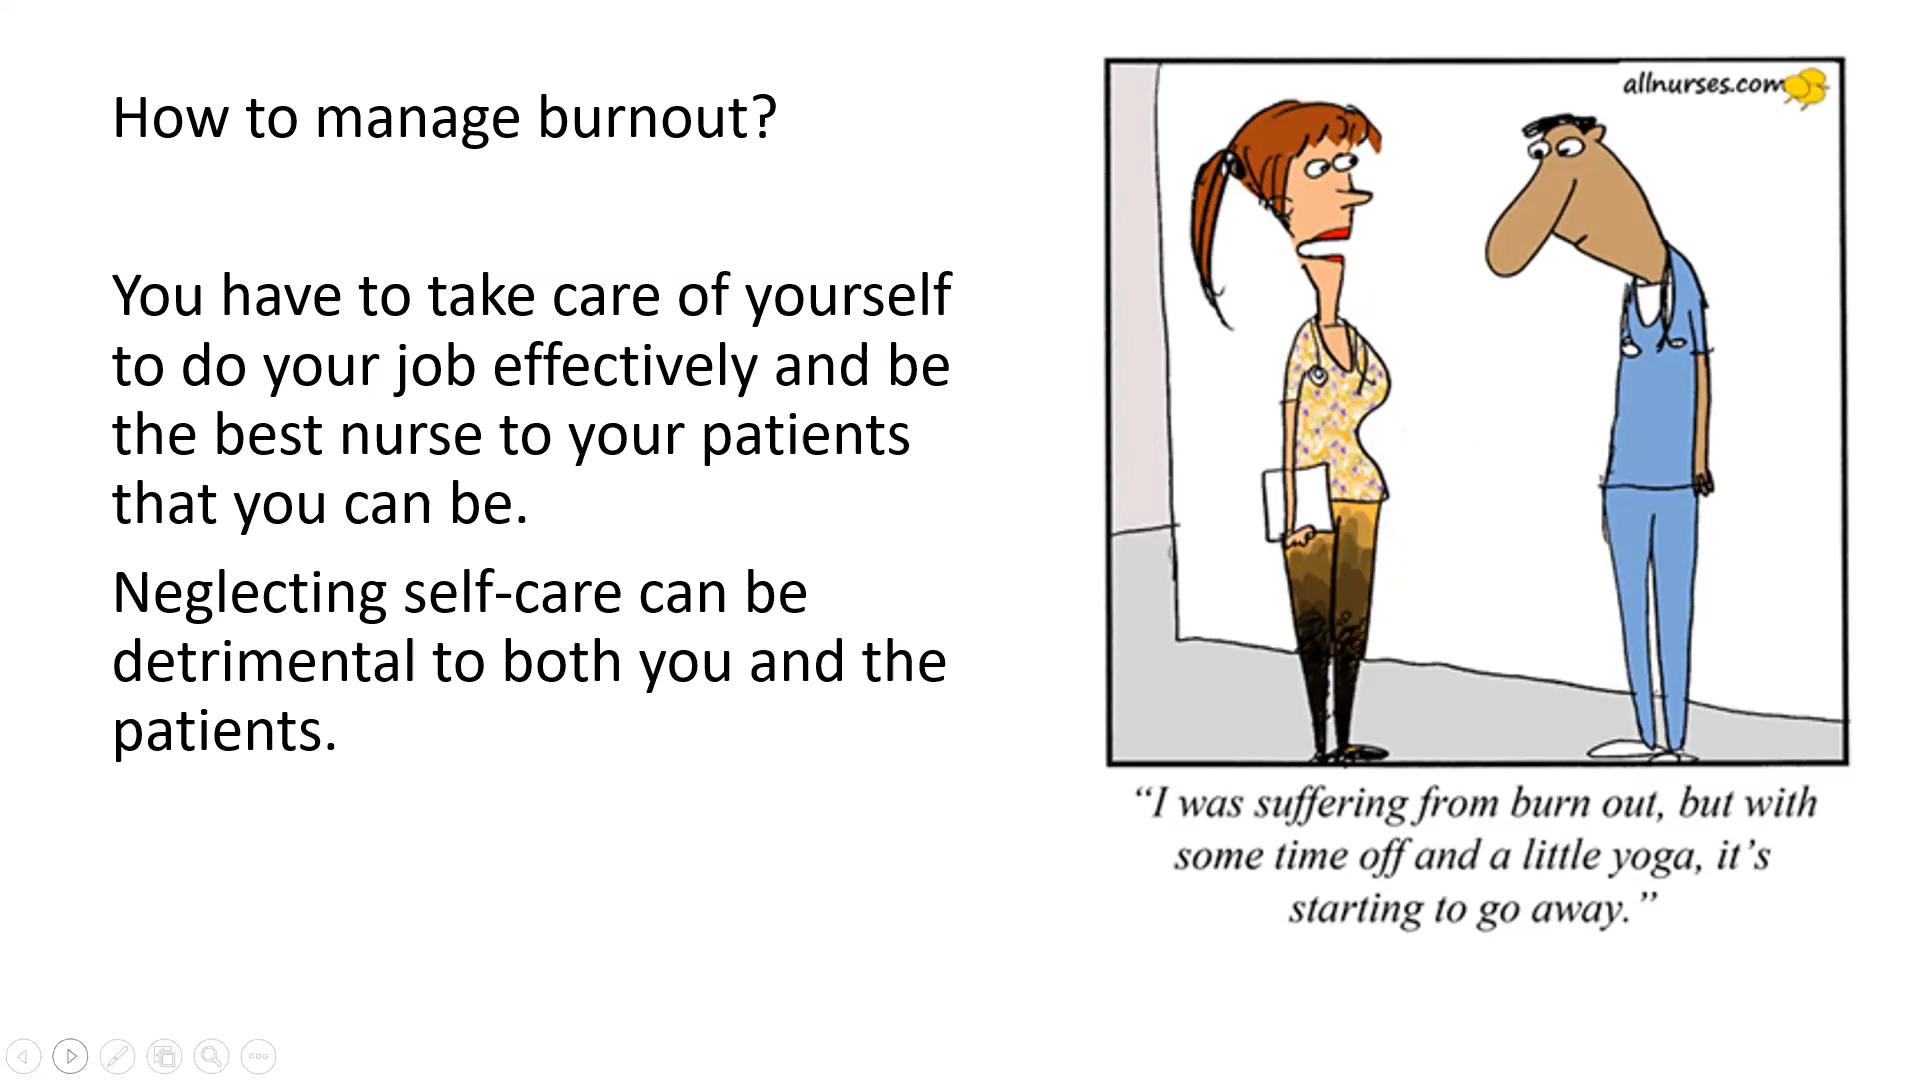 How to manage burnout?
You have to take care of yourself
to do your job effectively and be
the best nurse to your patients
that you can be.
Neglecting self-care can be
detrimental to both you and the
patients.
allnurses.com
“I was suffering from burn out, but with
some time off and a little yoga, it’s
starting to go away.”